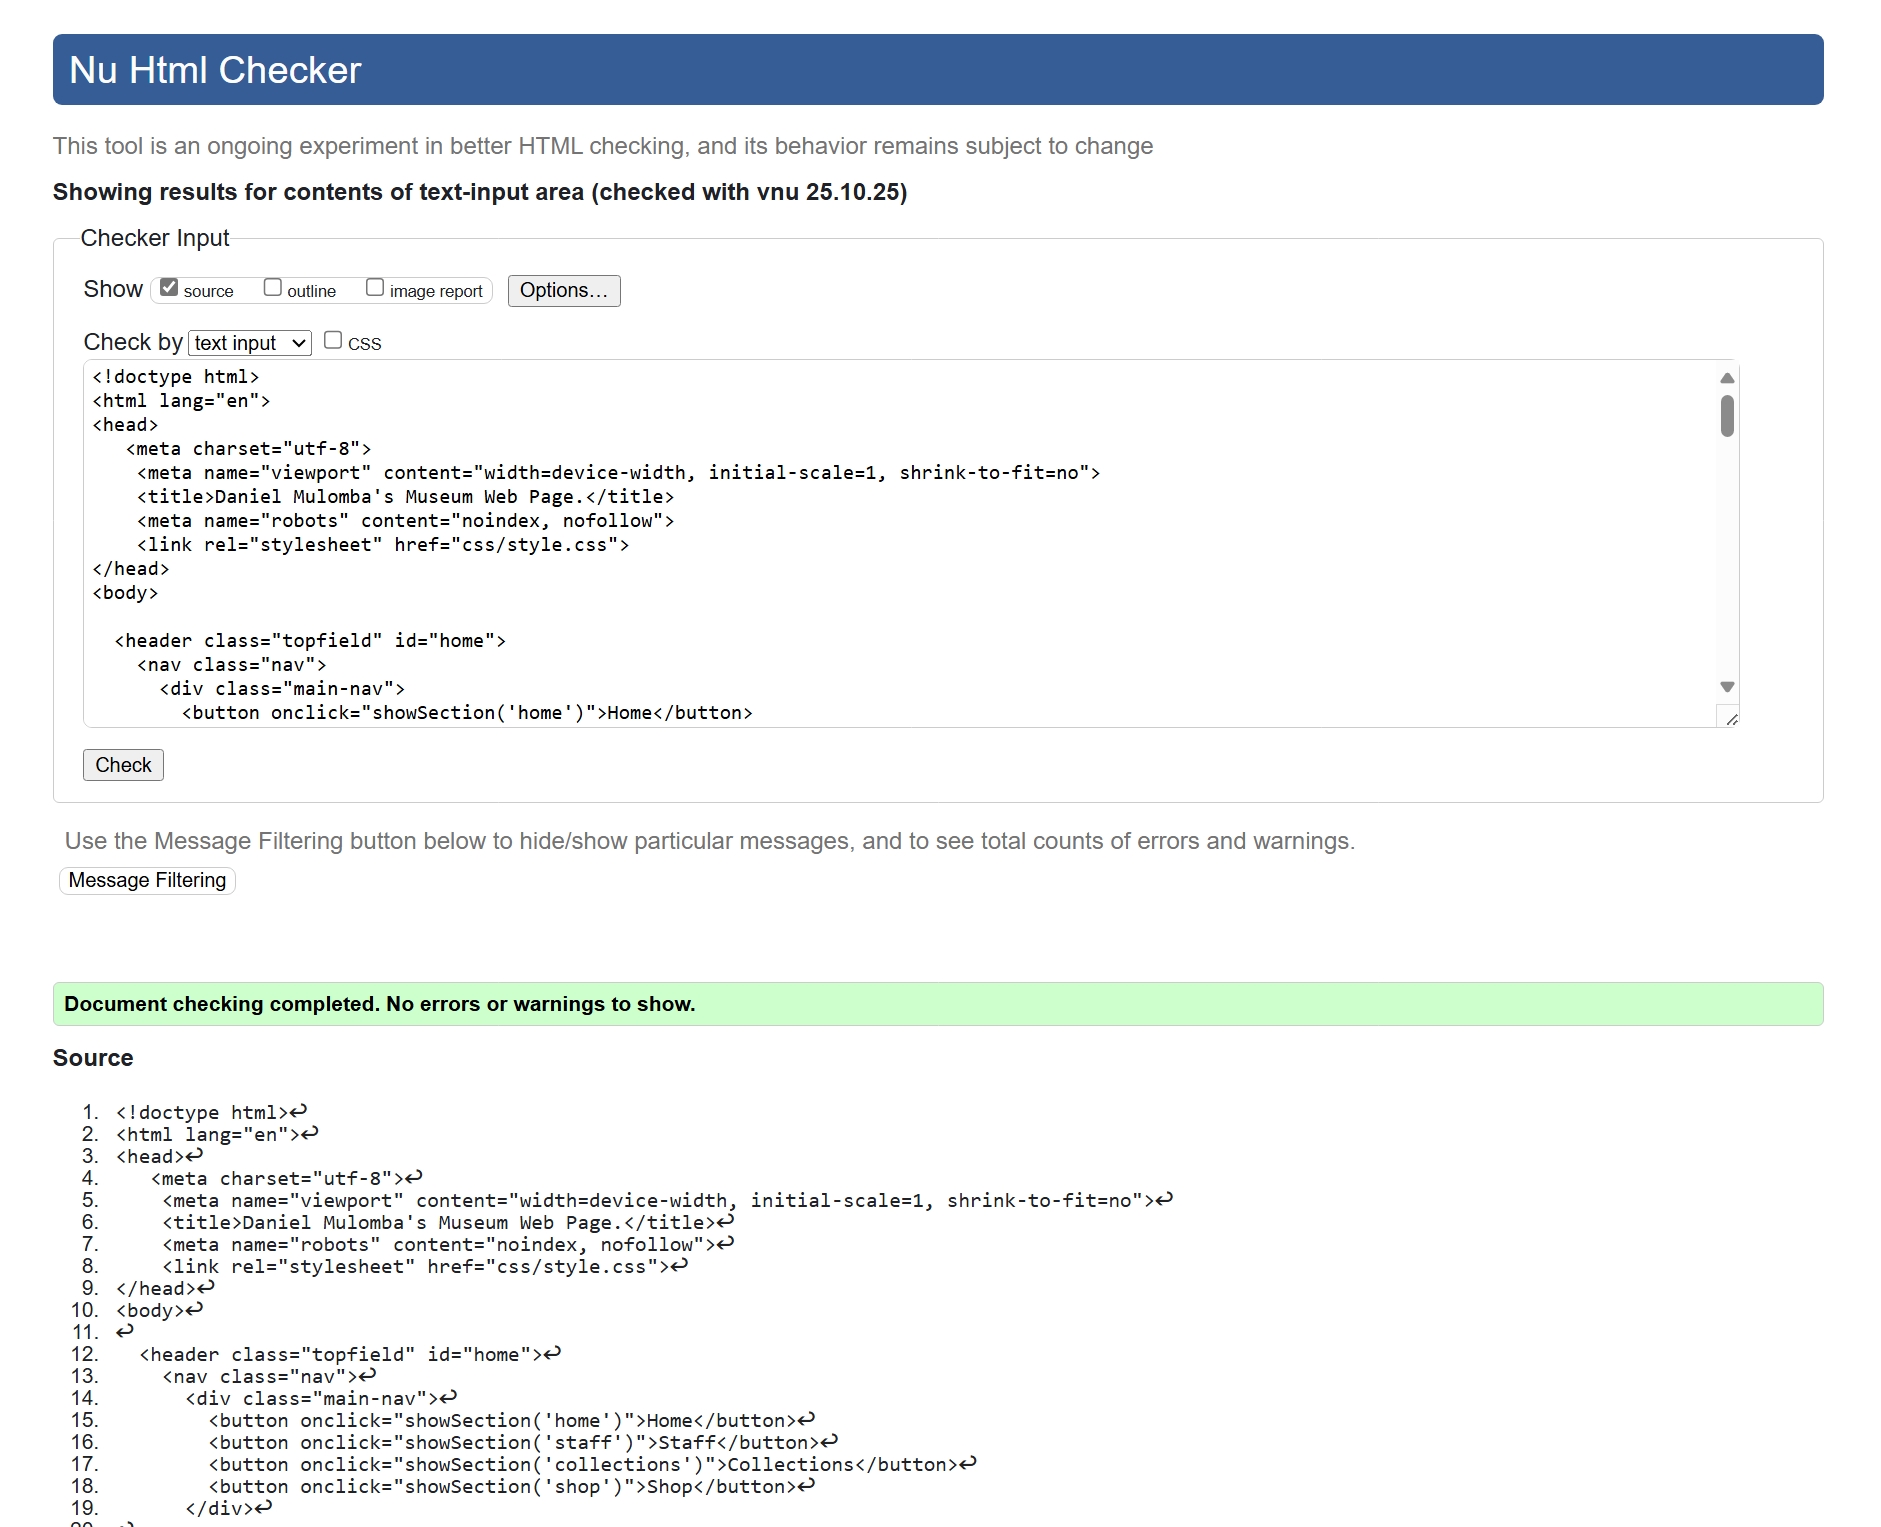 Nu Html Checker
This tool is an ongoing experiment in better HTML checking, and its behavior remains subject to change
Showing results for contents of text-input area (checked with vnu 25.10.25)
Checker Input
Show source outline image report Options...
Check by text input CSS
<!doctype html>
<html lang="en">
<head>
   <meta charset="utf-8">
    <meta name="viewport" content="width=device-width, initial-scale=1, shrink-to-fit=no">
    <title>Daniel Mulomba's Museum Web Page.</title>
    <meta name="robots" content="noindex, nofollow">
    <link rel="stylesheet" href="css/style.css">
</head>
<body>
  <header class="topfield" id="home">
    <nav class="nav">
      <div class="main-nav">
        <button onclick="showSection('home')">Home</button>
Check
Use the Message Filtering button below to hide/show particular messages, and to see total counts of errors and warnings.
Message Filtering
Document checking completed. No errors or warnings to show.
Source
1. <!doctype html>↩
2. <html lang="en">↩
3. <head>↩
4.    <meta charset="utf-8">↩
5.     <meta name="viewport" content="width=device-width, initial-scale=1, shrink-to-fit=no">↩
6.     <title>Daniel Mulomba's Museum Web Page.</title>↩
7.     <meta name="robots" content="noindex, nofollow">↩
8.     <link rel="stylesheet" href="css/style.css">↩
9. </head>↩
10. <body>↩
11. ↩
12.   <header class="topfield" id="home">↩
13.     <nav class="nav">↩
14.       <div class="main-nav">↩
15.         <button onclick="showSection('home')">Home</button>↩
16.         <button onclick="showSection('staff')">Staff</button>↩
17.         <button onclick="showSection('collections')">Collections</button>↩
18.         <button onclick="showSection('shop')">Shop</button>↩
19.       </div>↩